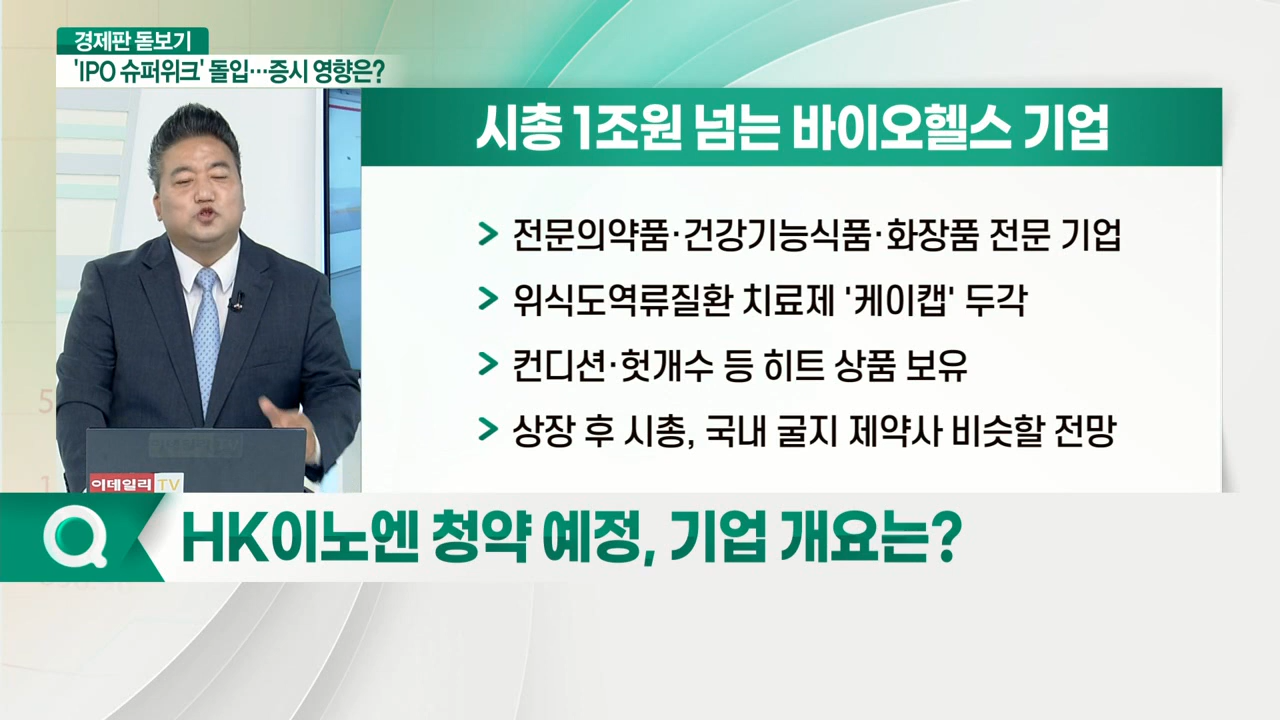 경제판 돋보기
'IPO 슈퍼위크' 돌입…증시 영향은?
시총 1조원 넘는 바이오헬스 기업
> 전문의약품·건강기능식품·화장품 전문 기업
> 위식도역류질환 치료제 '케이캡' 두각
> 컨디션·헛개수 등 히트 상품 보유
> 상장 후 시총, 국내 굴지 제약사 비슷할 전망
이데일리 TV
Q HK이노엔 청약 예정, 기업 개요는?